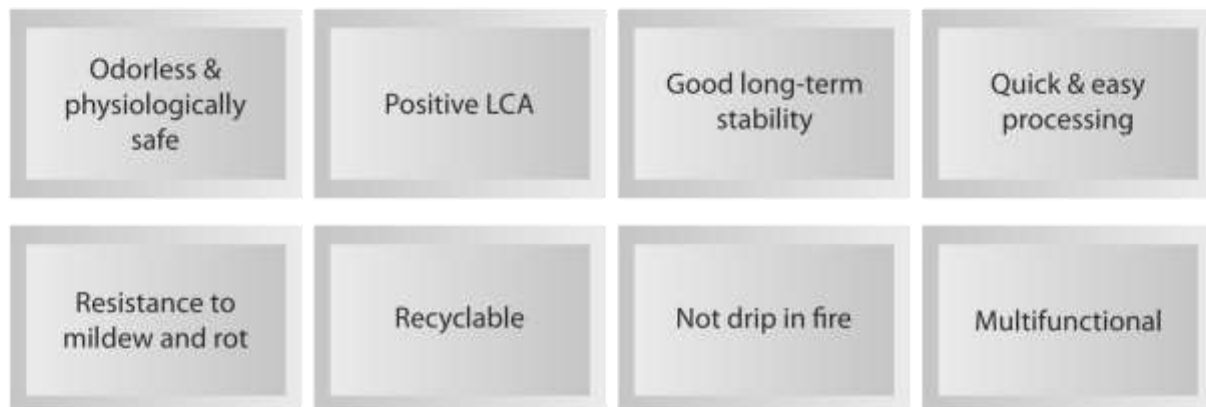 Odorless &
physiologically
safe
Positive LCA
Good long-term
stability
Quick & easy
processing
Resistance to
mildew and rot
Recyclable
Not drip in fire
Multifunctional